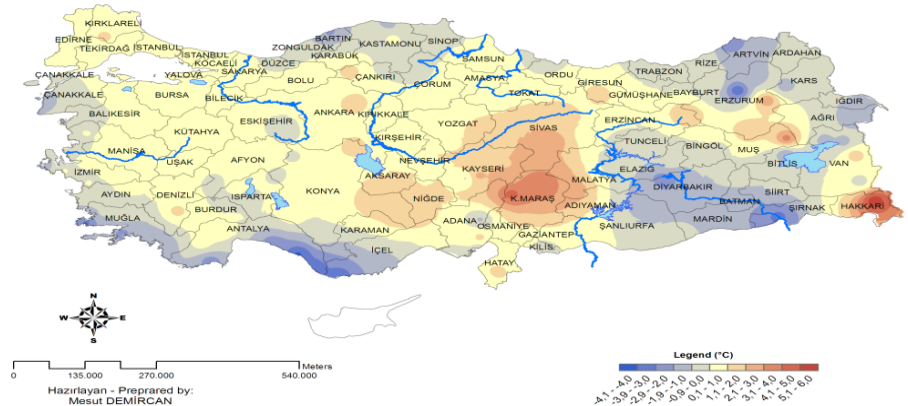 KIRKLARELİ
EDİRNE
TEKİRDAĞ
İSTANBUL
İSTANBUL
KOCAELİ
SAKARYA
YALOVA
ÇANAKKALE
ÇANAKKALE
BURSA
BİLECİK
BALIKESİR
DÜZCE
ZONGULDAK
BARTIN
KARABÜK
KASTAMONU
SİNOP
SAMSUN
BOLU
ÇANKIRI
ÇORUM
AMASYA
TOKAT
ORDU
GİRESUN
TRABZON
RİZE
ARTVİN
ARDAHAN
KARS
GÜMÜŞHANE
BAYBURT
ERZURUM
IĞDIR
AĞRI
ESKİŞEHİR
ANKARA
KIRIKKALE
YOZGAT
SİVAS
ERZİNCAN
TUNCELİ
BİNGÖL
MUŞ
BİTLİS
VAN
KÜTAHYA
MANİSA
UŞAK
AFYON
İZMİR
KIRŞEHİR
NEVŞEHİR
KAYSERİ
MALATYA
ELAZIĞ
DİYARBAKIR
SİİRT
BATMAN
ŞIRNAK
HAKKARİ
AYDIN
DENİZLİ
ISPARTA
KONYA
AKSARAY
NİĞDE
K.MARAŞ
ADIYAMAN
MARDİN
MUĞLA
BURDUR
ANTALYA
KARAMAN
İÇEL
ADANA
OSMANİYE
GAZİANTEP
KİLİS
ŞANLIURFA
HATAY
N
W E
S
0 135.000 270.000 540.000 Meters
Hazırlayan - Preprared by:
Mesut DEMİRCAN
Legend (°C)
-4,1 - -4,0
-3,9 - -3,0
-2,9 - -2,0
-1,9 - -1,0
-0,9 - 0,0
0,1 - 1,0
1,1 - 2,0
2,1 - 3,0
3,1 - 4,0
4,1 - 5,0
5,1 - 6,0